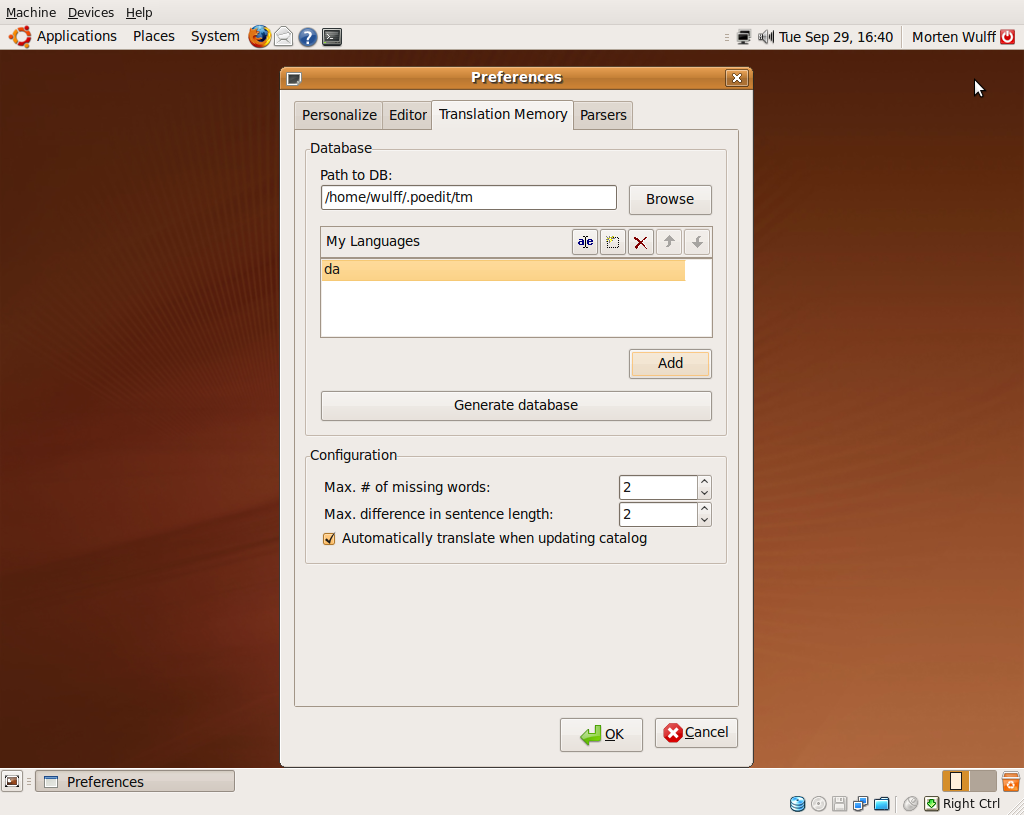 Machine Devices Help
Applications Places System Tue Sep 29, 16:40 Morten Wulff
Preferences
Personalize Editor Translation Memory Parsers
Database
Path to DB:
/home/wulff/.poedit/tm Browse
My Languages
da
Add
Generate database
Configuration
Max. # of missing words: 2
Max. difference in sentence length: 2
Automatically translate when updating catalog
OK Cancel
Preferences
Right Ctrl